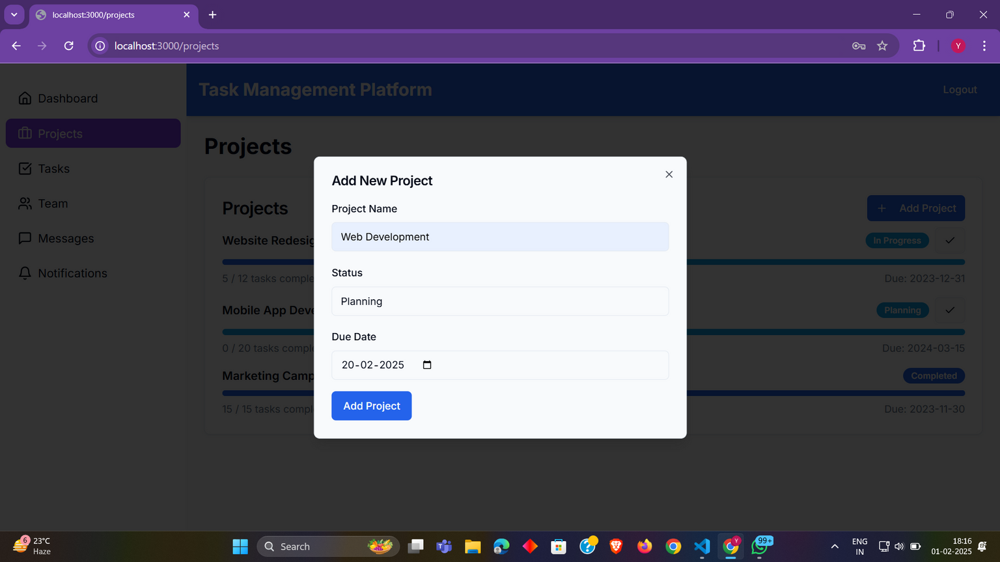 localhost:3000/projects
localhost:3000/projects
Y
Dashboard
Projects
Tasks
Team
Messages
Notifications
Task Management Platform
Logout
Projects
Projects
+ Add Project
Website Redesig
In Progress
5 / 12 tasks comple
Due: 2023-12-31
Mobile App Deve
Planning
0 / 20 tasks comple
Due: 2024-03-15
Marketing Camp
Completed
15 / 15 tasks compl
Due: 2023-11-30
Add New Project
Project Name
Web Development
Status
Planning
Due Date
20-02-2025
Add Project
6
23°C
Haze
Search
Y
99+
ENG
IN
18:16
01-02-2025